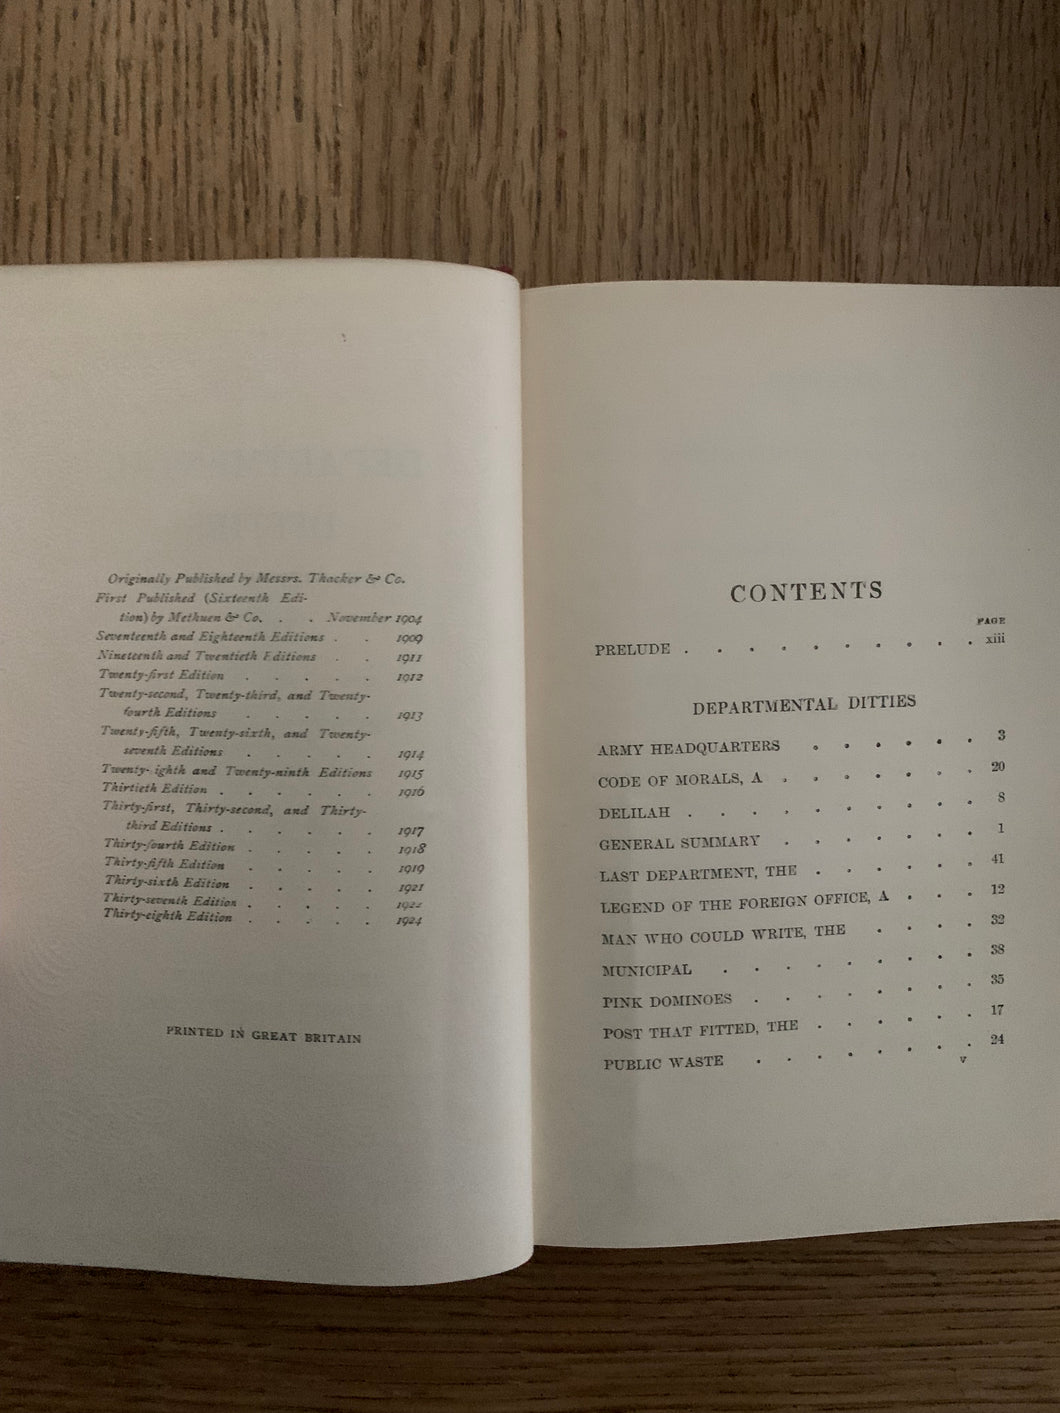 Originally Published by Messrs. Thacker & Co.
First Published (Sixteenth Edi-
tion) by Methuen & Co. . . November 1904
Seventeenth and Eighteenth Editions . . 1909
Nineteenth and Twentieth Editions . . 1911
Twenty-first Edition . . . . . 1912
Twenty-second, Twenty-third, and Twenty-
fourth Editions . . . . . 1913
Twenty-fifth, Twenty-sixth, and Twenty-
seventh Editions . . . . . 1914
Twenty- ighth and Twenty-ninth Editions 1915
Thirtieth Edition . . . . . . 1916
Thirty-first, Thirty-second, and Thirty-
third Editions . . . . . . 1917
Thirty-fourth Edition . . . . . 1918
Thirty-fifth Edition . . . . . 1919
Thirty-sixth Edition . . . . . 1921
Thirty-seventh Edition . . . . . 1922
Thirty-eighth Edition . . . . . 1924
PRINTED IN GREAT BRITAIN
CONTENTS
PAGE
PRELUDE . . . . . . . . . . xiii
DEPARTMENTAL DITTIES
ARMY HEADQUARTERS . . . . . . 3
CODE OF MORALS, A . . . . . . . 20
DELILAH . . . . . . . . . . 8
GENERAL SUMMARY . . . . . . . 1
LAST DEPARTMENT, THE . . . . . . 41
LEGEND OF THE FOREIGN OFFICE, A . . . 12
MAN WHO COULD WRITE, THE . . . . 32
MUNICIPAL . . . . . . . . . 38
PINK DOMINOES . . . . . . . . 35
POST THAT FITTED, THE . . . . . . 17
PUBLIC WASTE . . . . . . . . 24
v